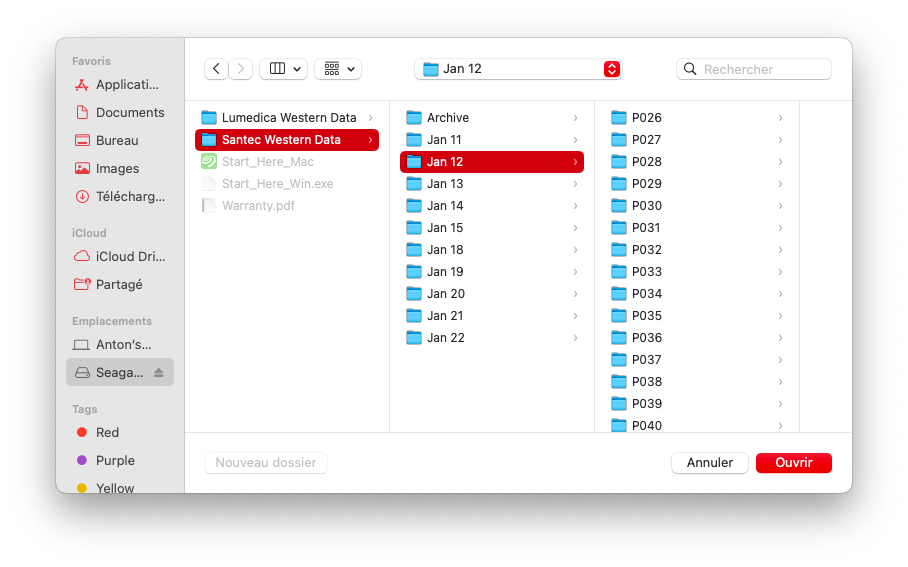 Favoris
Applicati...
Documents
Bureau
Images
Télécharg...
iCloud
iCloud Dri...
Partagé
Emplacements
Anton's...
Seaga...
Tags
Red
Purple
Yellow
Jan 12
Rechercher
Lumedica Western Data
Santec Western Data
Start_Here_Mac
Start_Here_Win.exe
Warranty.pdf
Archive
Jan 11
Jan 12
Jan 13
Jan 14
Jan 15
Jan 18
Jan 19
Jan 20
Jan 21
Jan 22
P026
P027
P028
P029
P030
P031
P032
P033
P034
P035
P036
P037
P038
P039
P040
Nouveau dossier
Annuler
Ouvrir